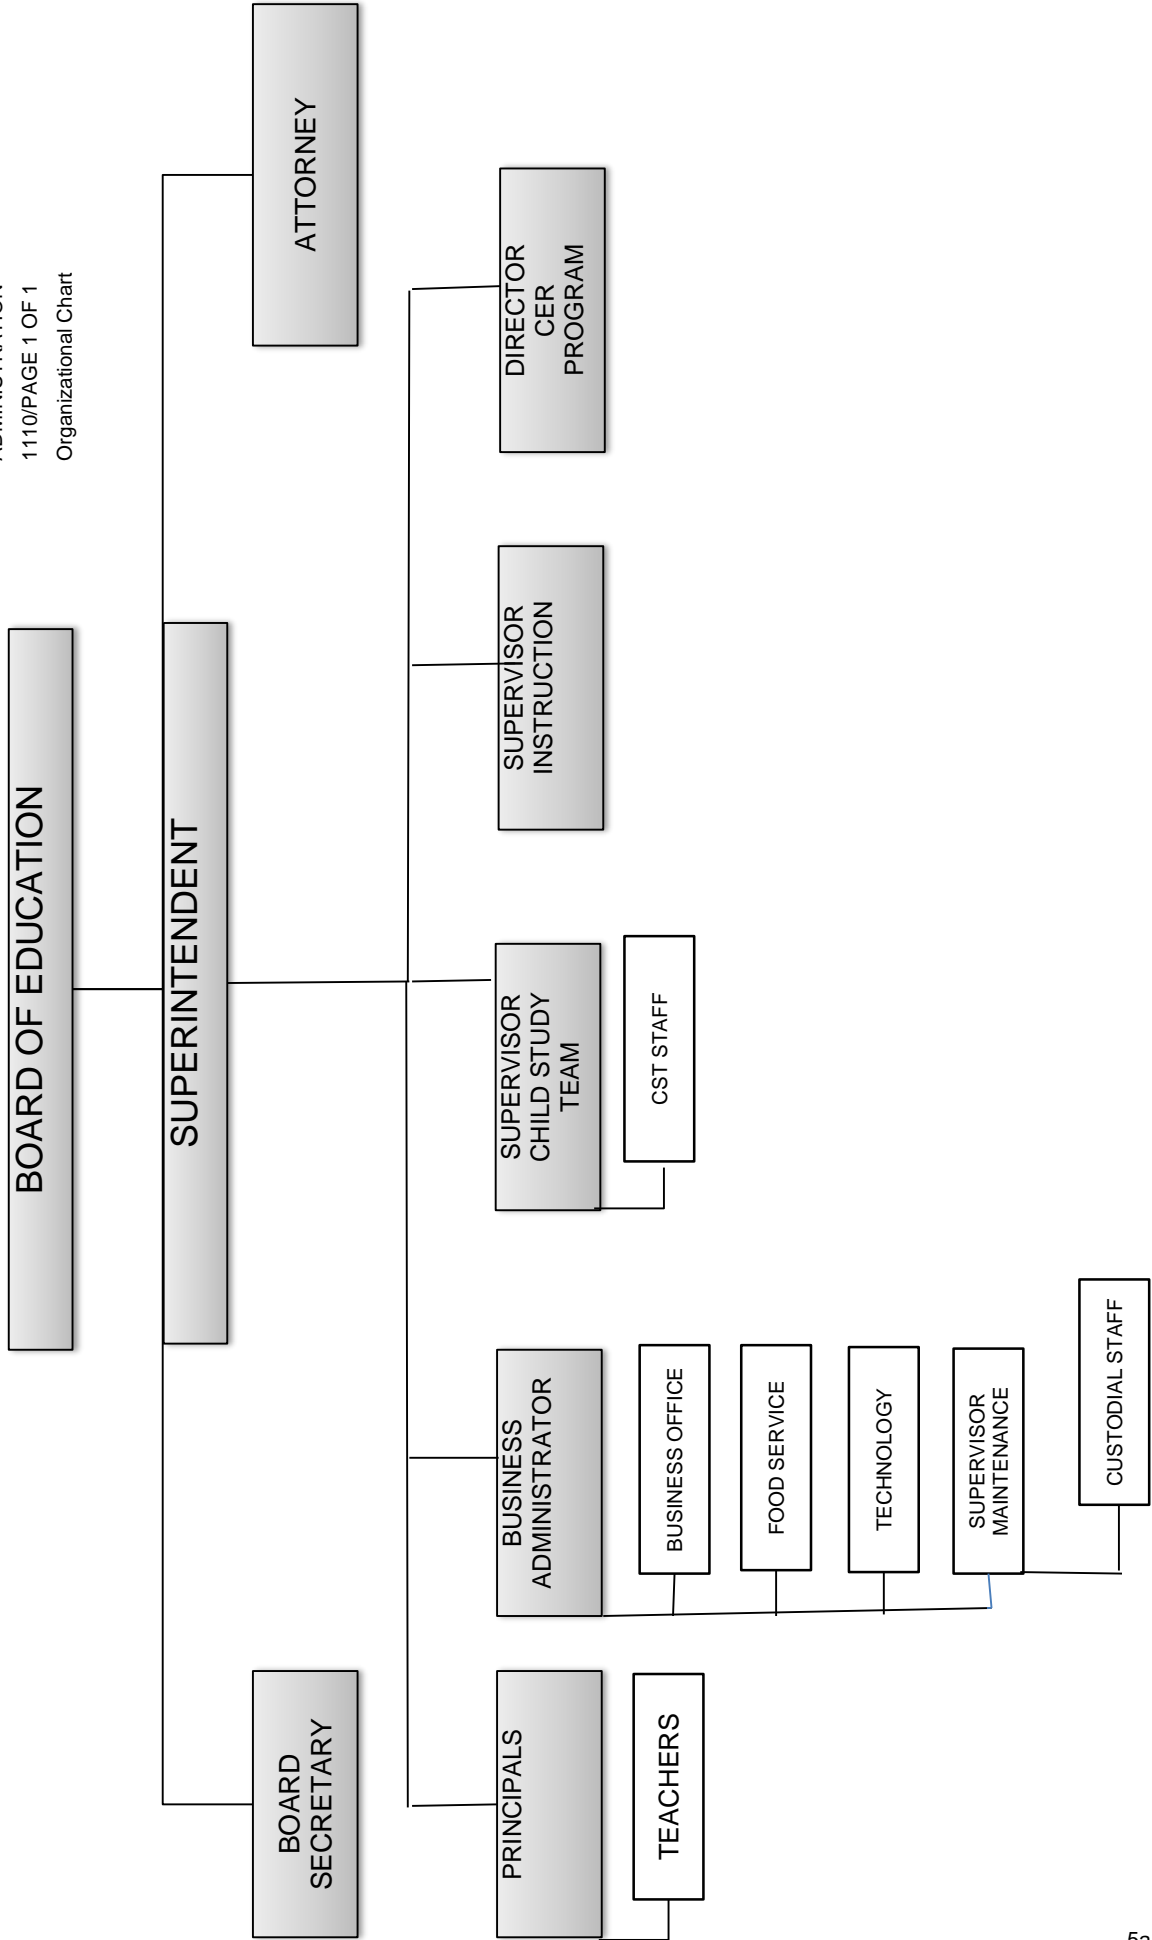 1110/PAGE 1 OF 1
Organizational Chart
BOARD OF EDUCATION
SUPERINTENDENT
BOARD
SECRETARY
ATTORNEY
PRINCIPALS
BUSINESS
ADMINISTRATOR
SUPERVISOR
CHILD STUDY
TEAM
SUPERVISOR
INSTRUCTION
DIRECTOR
CER
PROGRAM
TEACHERS
BUSINESS OFFICE
FOOD SERVICE
TECHNOLOGY
SUPERVISOR
MAINTENANCE
CUSTODIAL STAFF
CST STAFF
5a